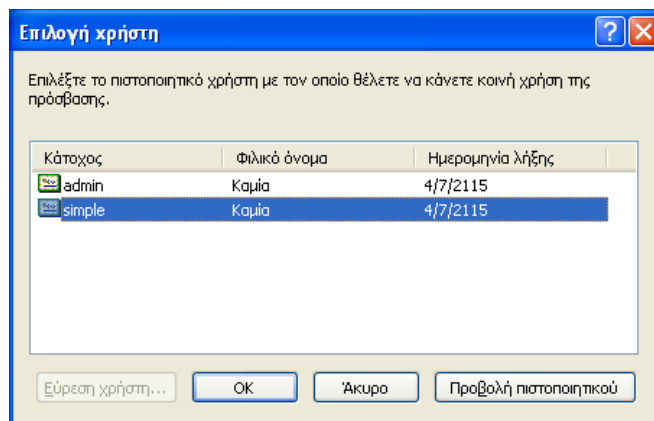 Επιλογή χρήστη
Επιλέξτε το πιστοποιητικό χρήστη με τον οποίο θέλετε να κάνετε κοινή χρήση της
πρόσβασης.
Κάτοχος Φιλικό όνομα Ημερομηνία λήξης
admin Καμία 4/7/2115
simple Καμία 4/7/2115
Εύρεση χρήστη... OK Άκυρο Προβολή πιστοποιητικού